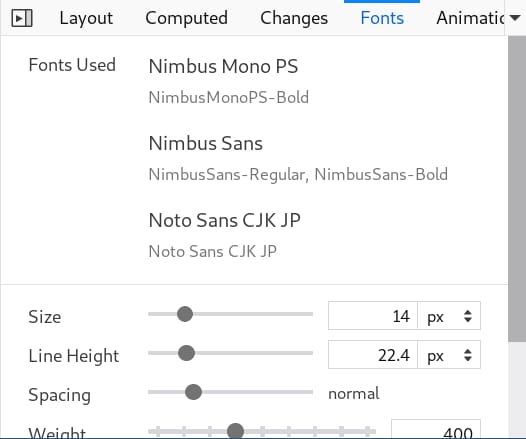 Layout Computed Changes Fonts
Fonts Used Nimbus Mono PS
NimbusMonoPS-Bold
Nimbus Sans
NimbusSans-Regular, NimbusSans-Bold
Noto Sans CJK JP
Noto Sans CJK JP
Size 14 px
Line Height 22.4 px
Spacing normal
Weight 400